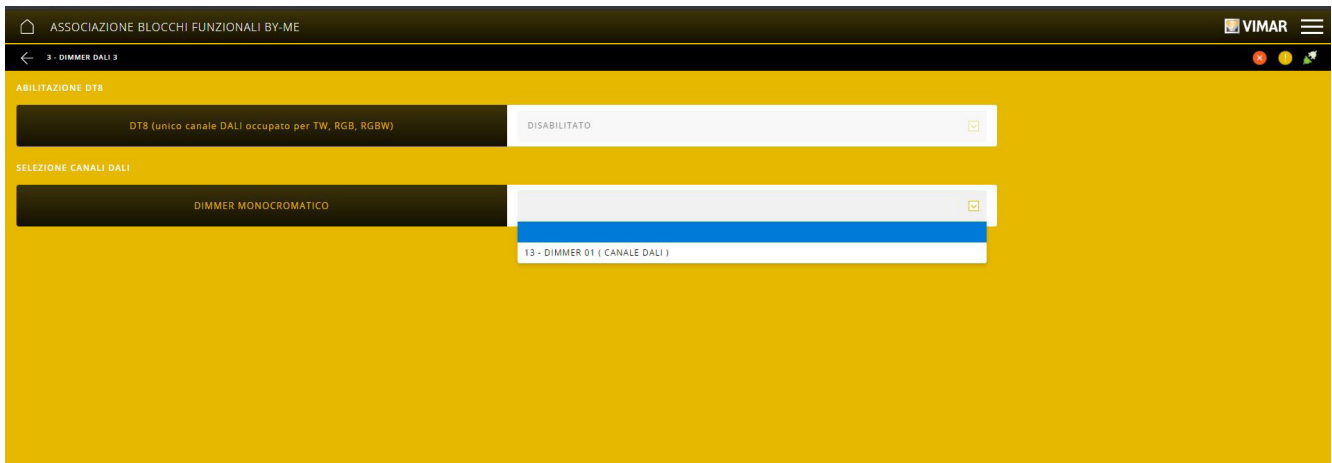 ASSOCIAZIONE BLOCCHI FUNZIONALI BY-ME
VIMAR
3 - DIMMER DALI 3
ABILITAZIONE DT8
DT8 (unico canale DALI occupato per TW, RGB, RGBW)
DISABILITATO
SELEZIONE CANALI DALI
DIMMER MONOCROMATICO
13 - DIMMER 01 ( CANALE DALI )